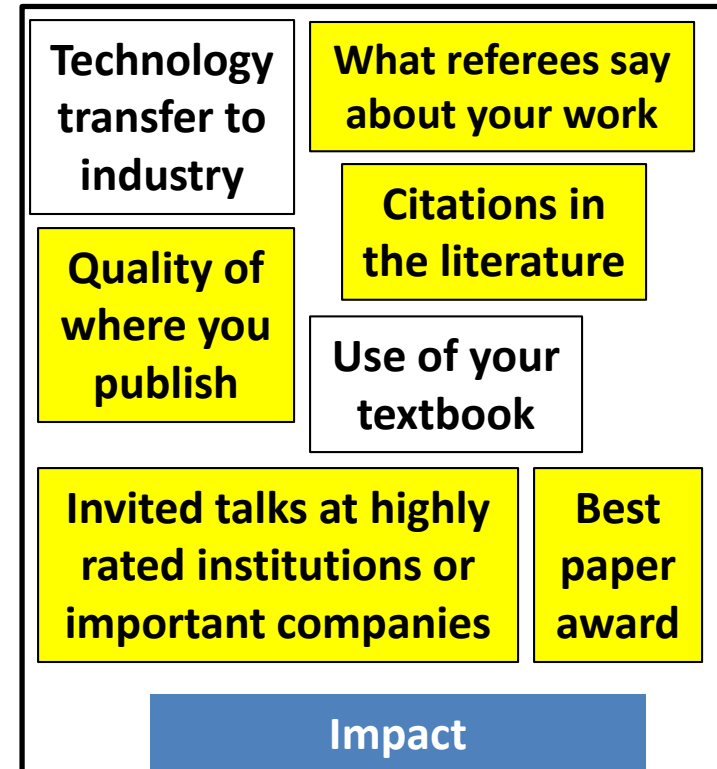 Technology
transfer to
industry
What referees say
about your work
Citations in
the literature
Quality of
where you
publish
Use of your
textbook
Invited talks at highly
rated institutions or
important companies
Best
paper
award
Impact